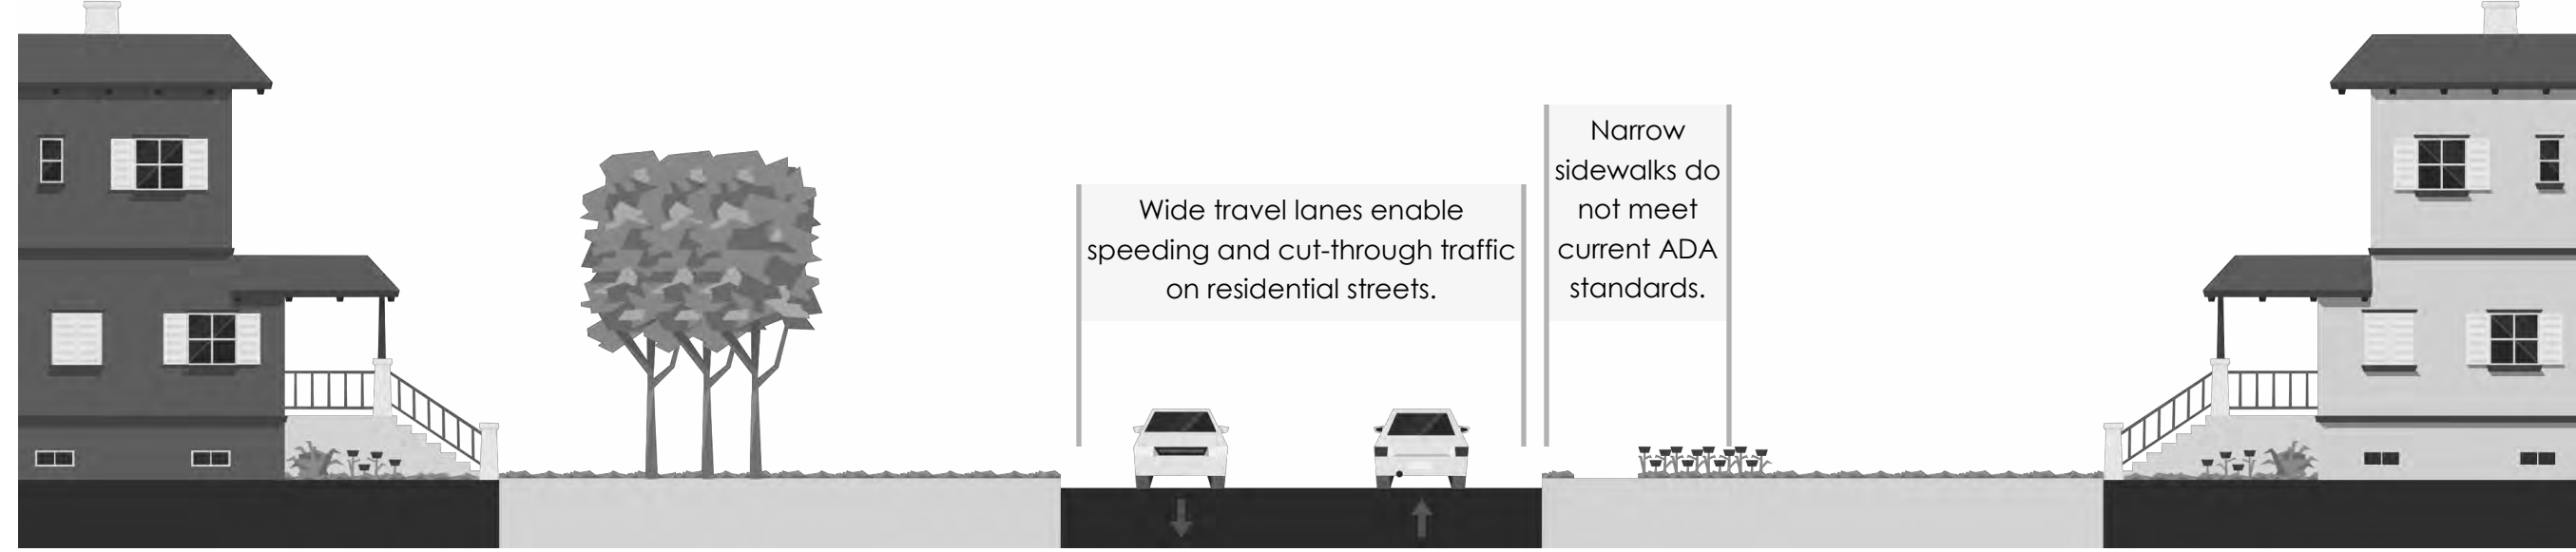 Wide travel lanes enable
speeding and cut-through traffic
on residential streets.
Narrow
sidewalks do
not meet
current ADA
standards.